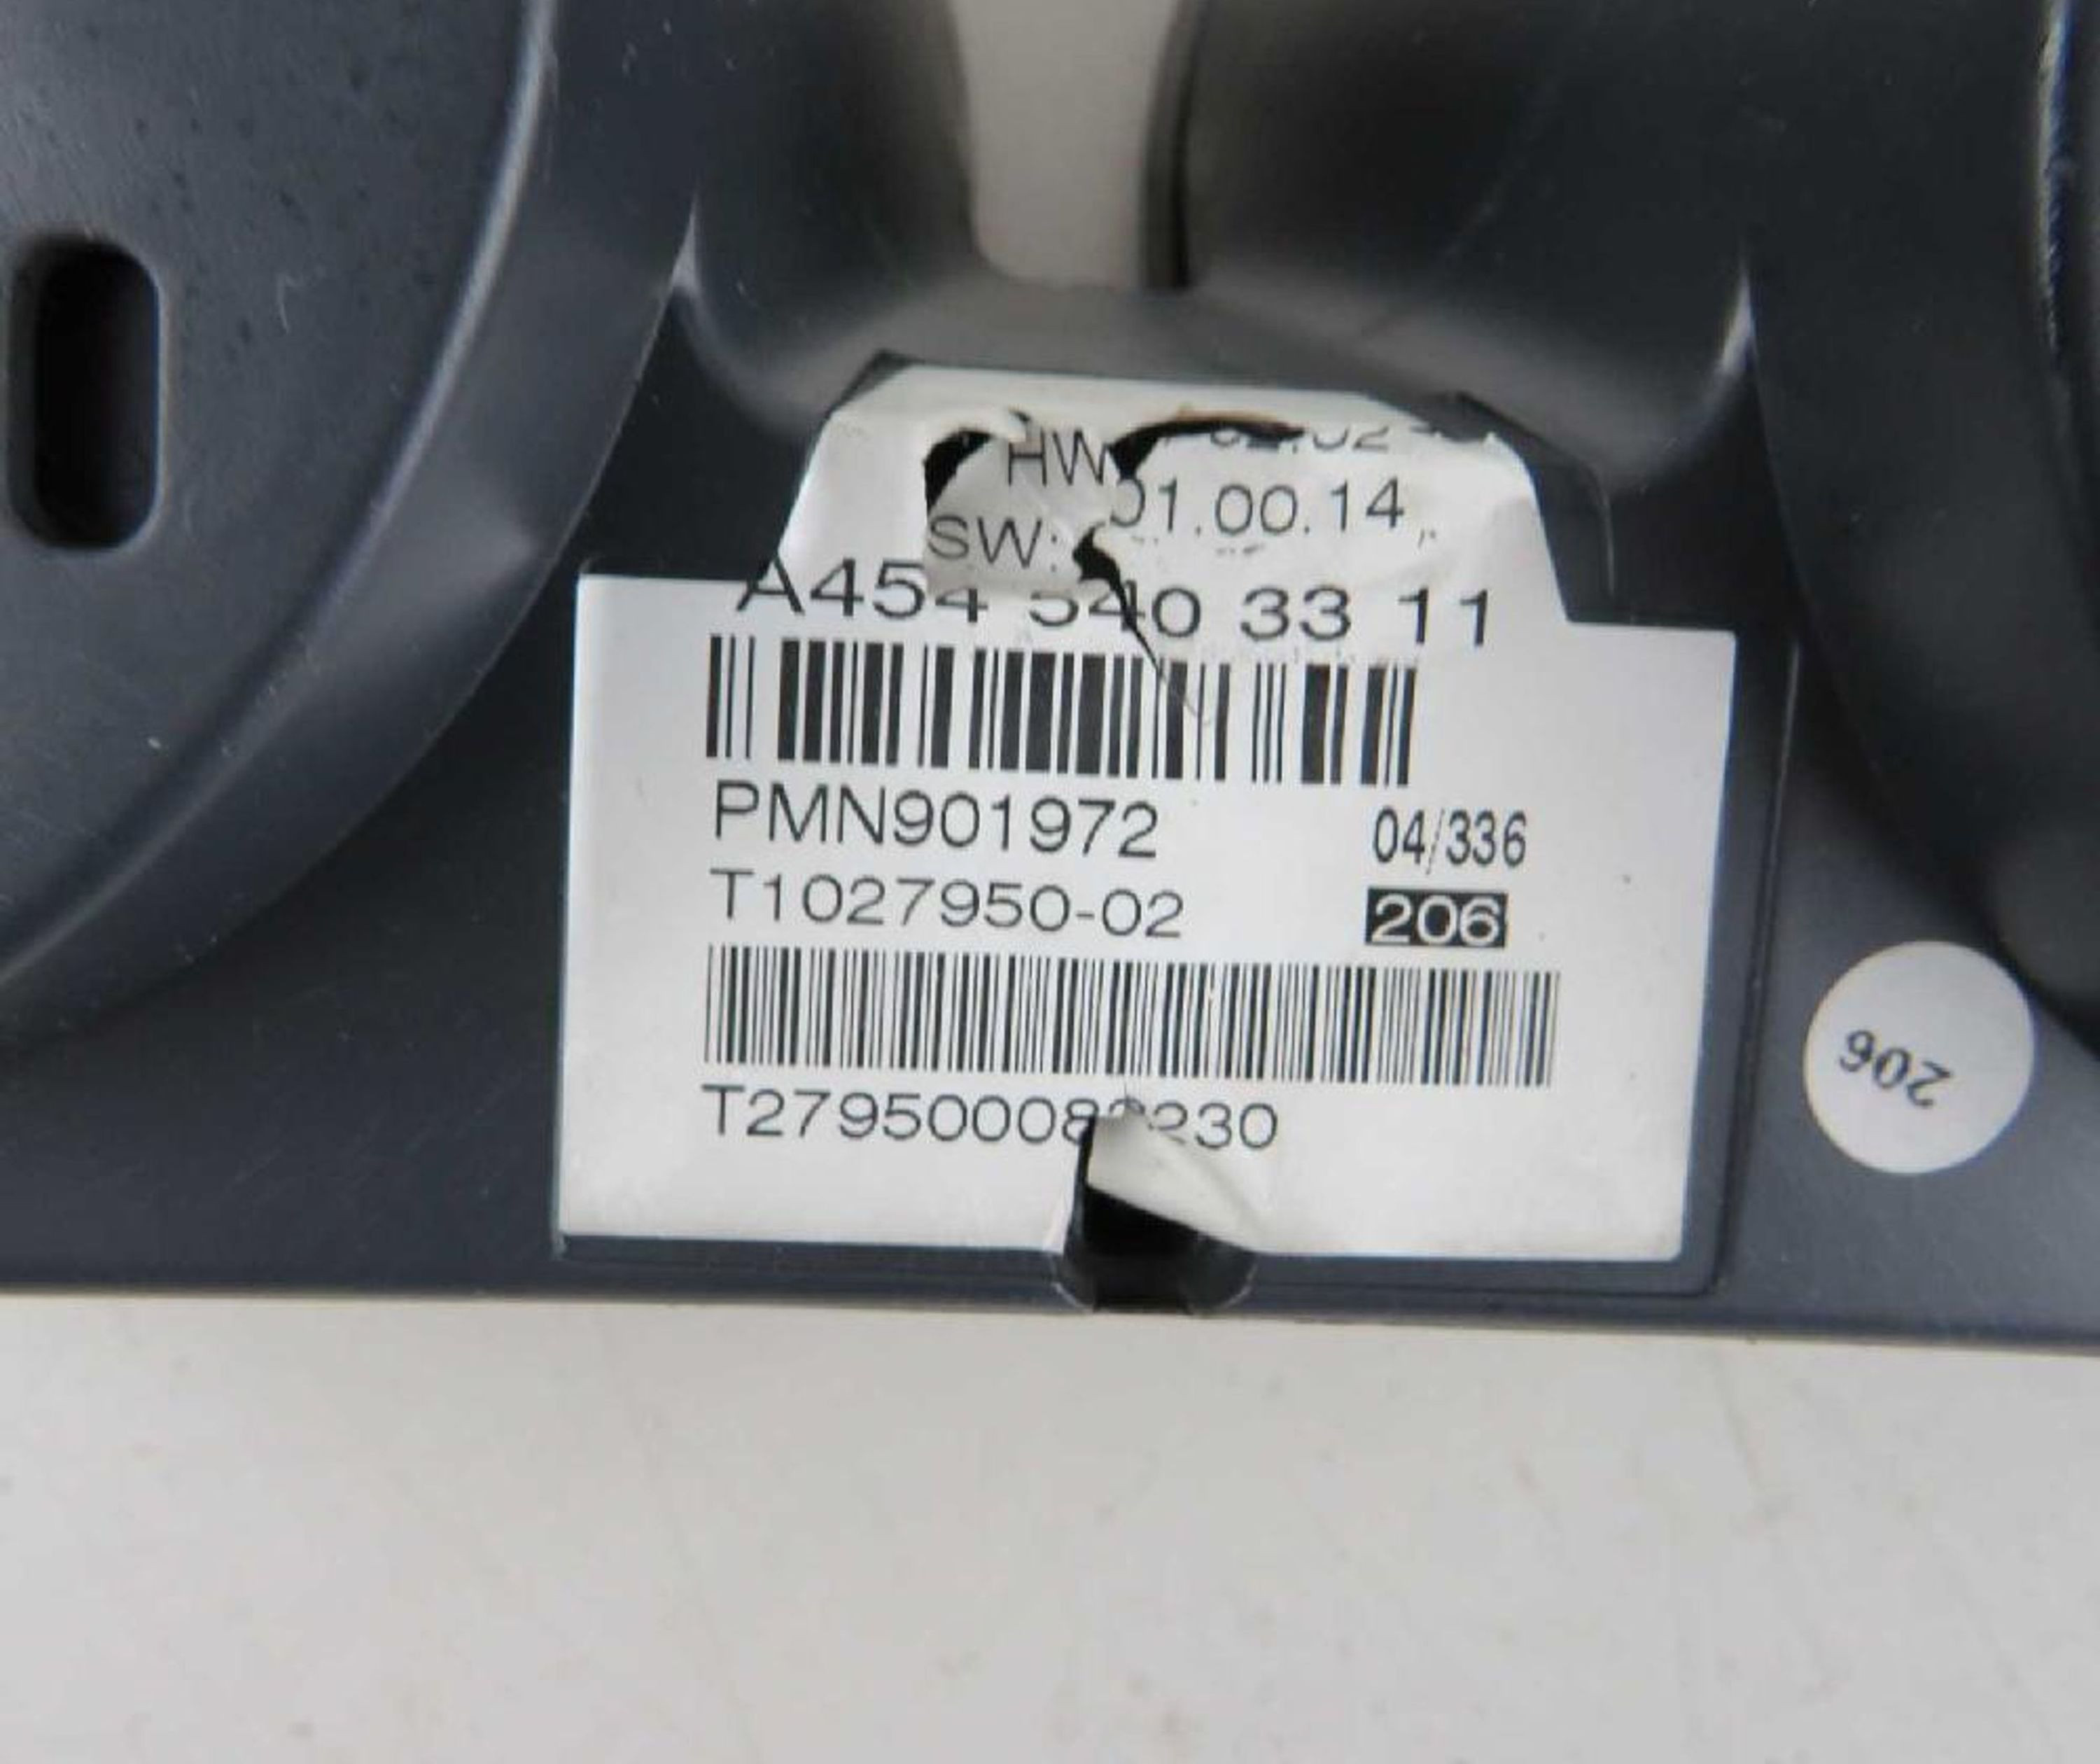 HW
SW: 01.00.14
A454 540 33 11
PMN901972 04/336
T1027950-02 206
206